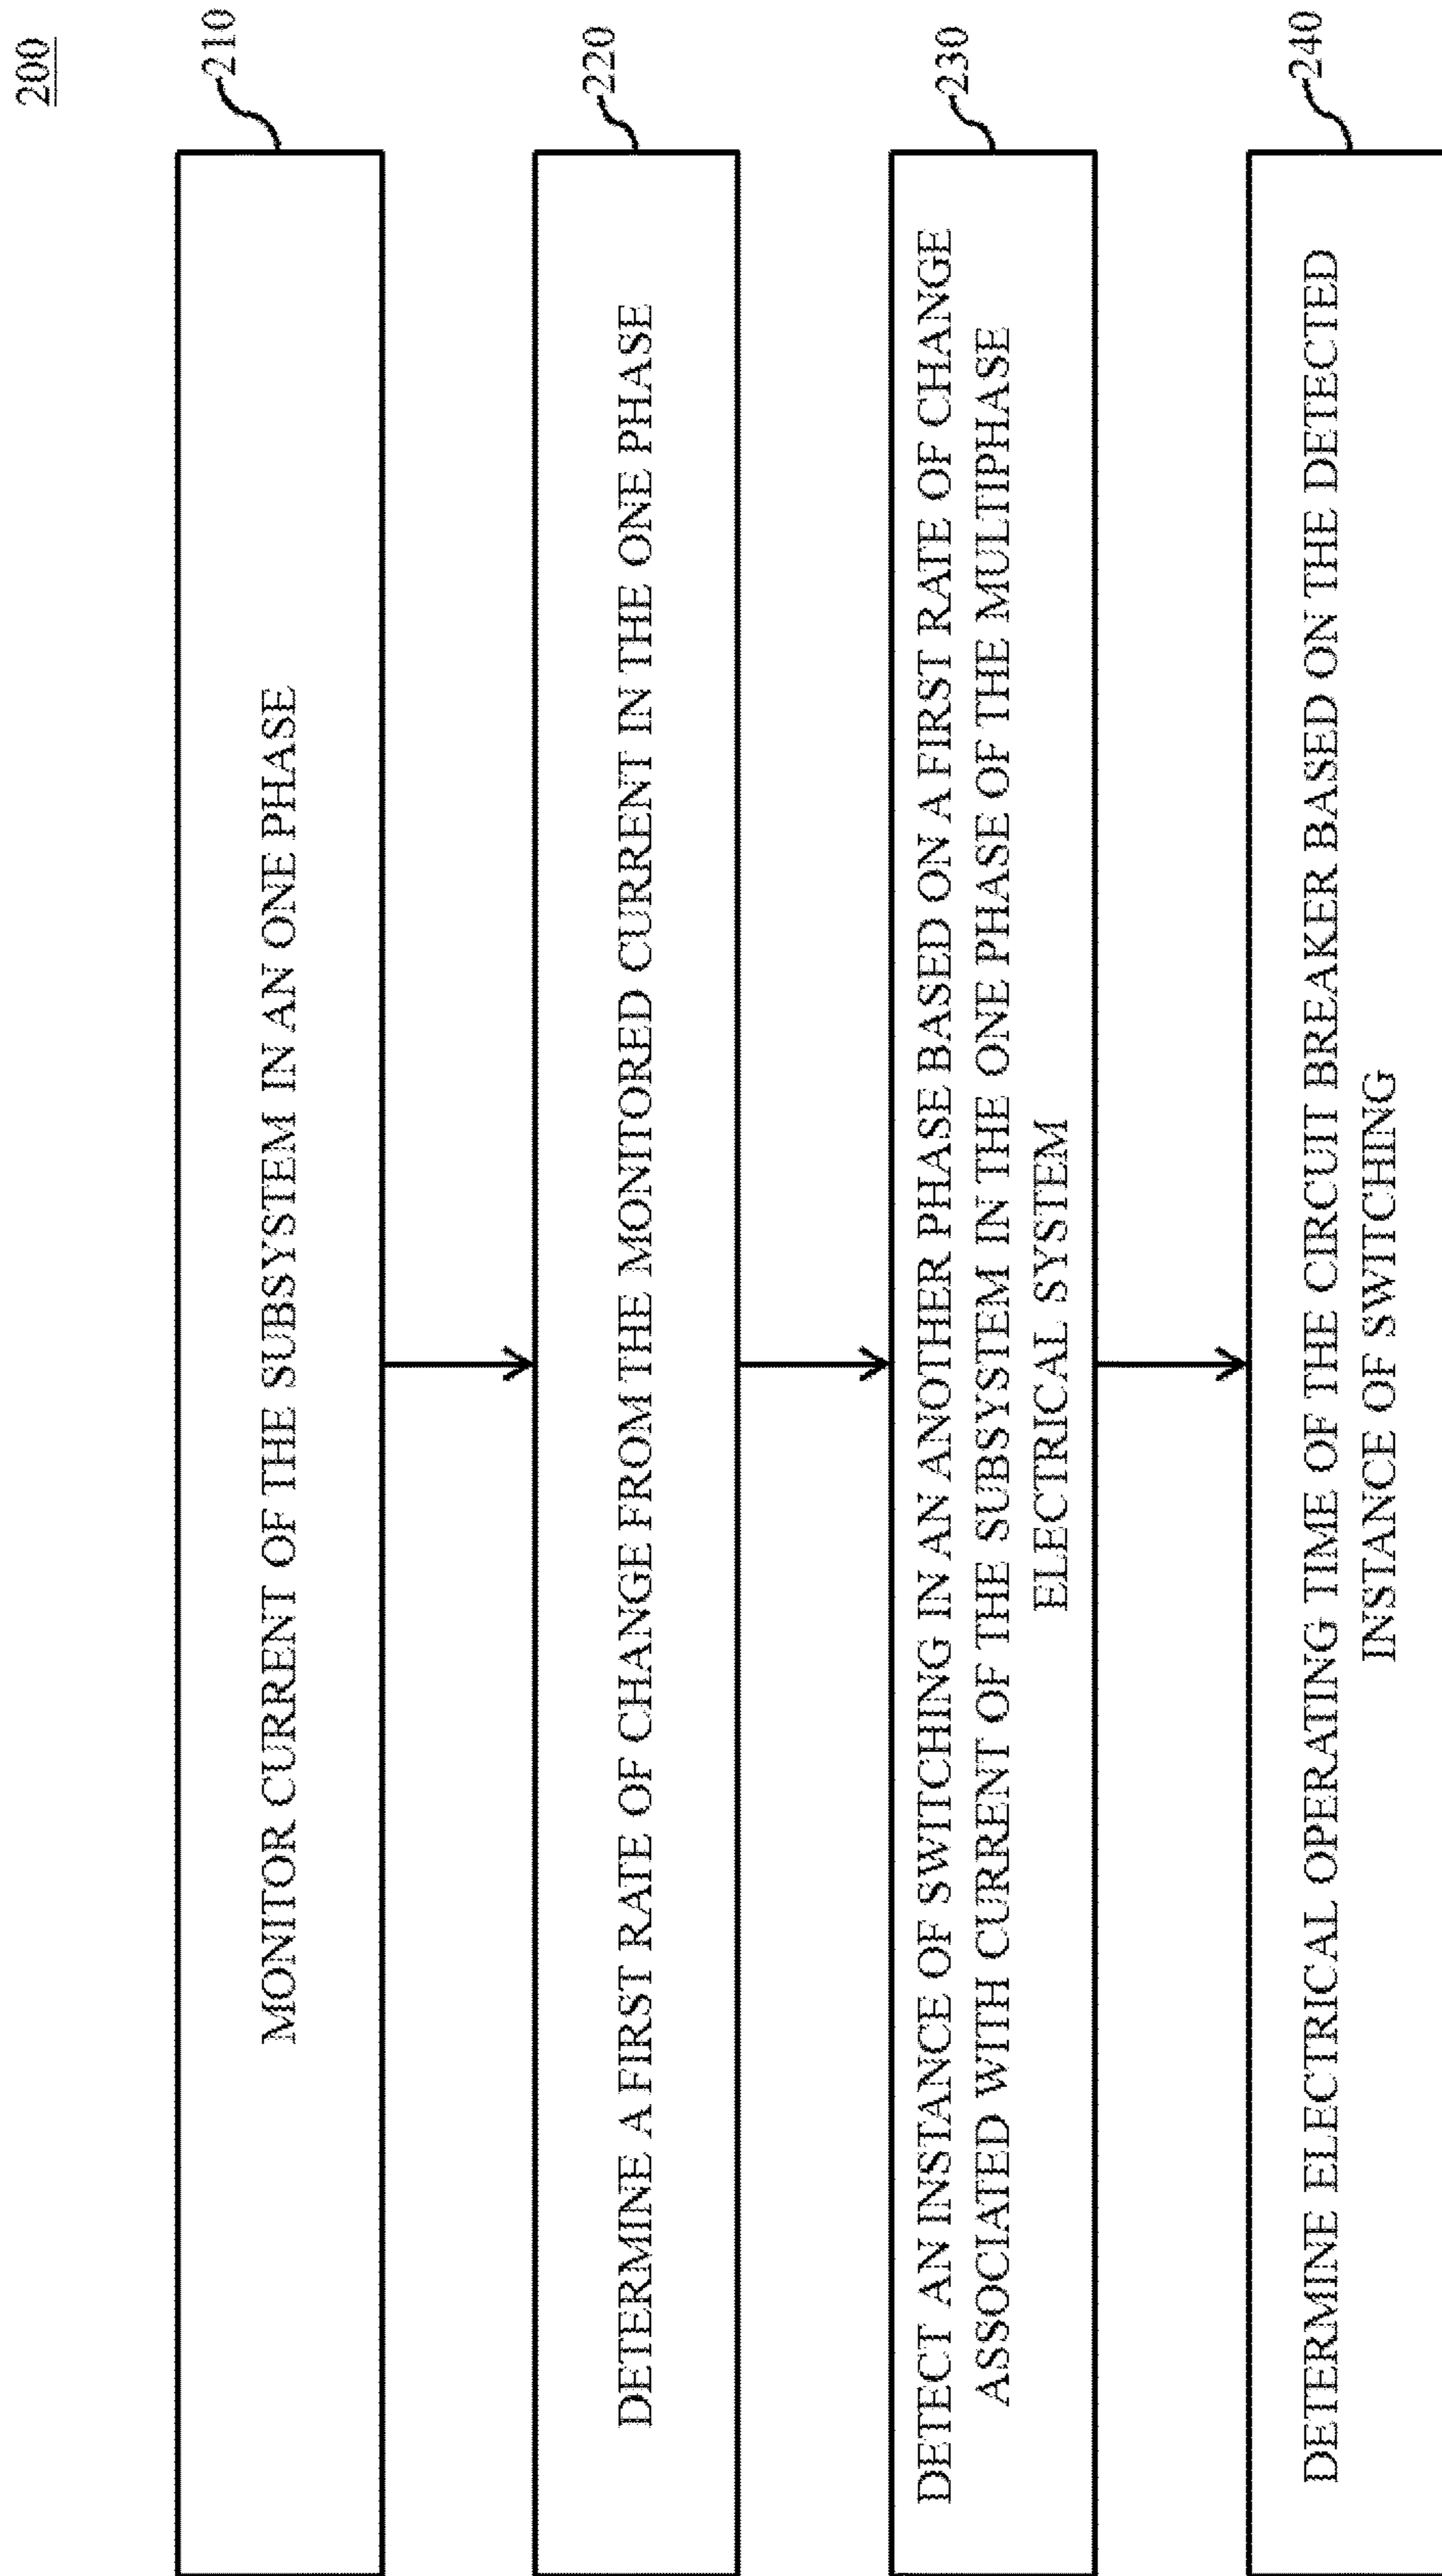 200
210
MONITOR CURRENT OF THE SUBSYSTEM IN AN ONE PHASE
220
DETERMINE A FIRST RATE OF CHANGE FROM THE MONITORED CURRENT IN THE ONE PHASE
230
DETECT AN INSTANCE OF SWITCHING IN AN ANOTHER PHASE BASED ON A FIRST RATE OF CHANGE
ASSOCIATED WITH CURRENT OF THE SUBSYSTEM IN THE ONE PHASE OF THE MULTIPHASE
ELECTRICAL SYSTEM
240
DETERMINE ELECTRICAL OPERATING TIME OF THE CIRCUIT BREAKER BASED ON THE DETECTED
INSTANCE OF SWITCHING